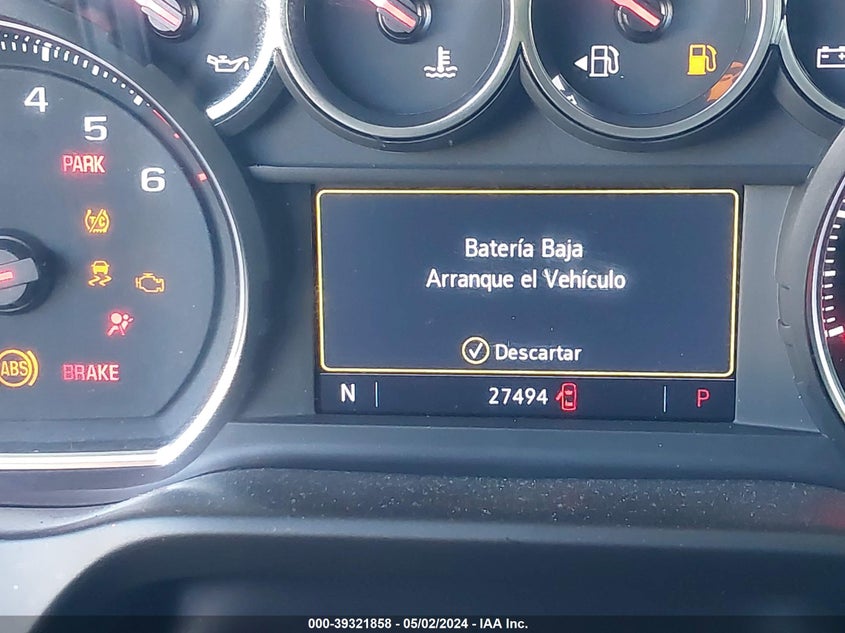 4
5
PARK
6
TC
ABS
BRAKE
Batería Baja
Arranque el Vehículo
Descartar
N
27494
P
000-39321858 - 05/02/2024 - IAA Inc.